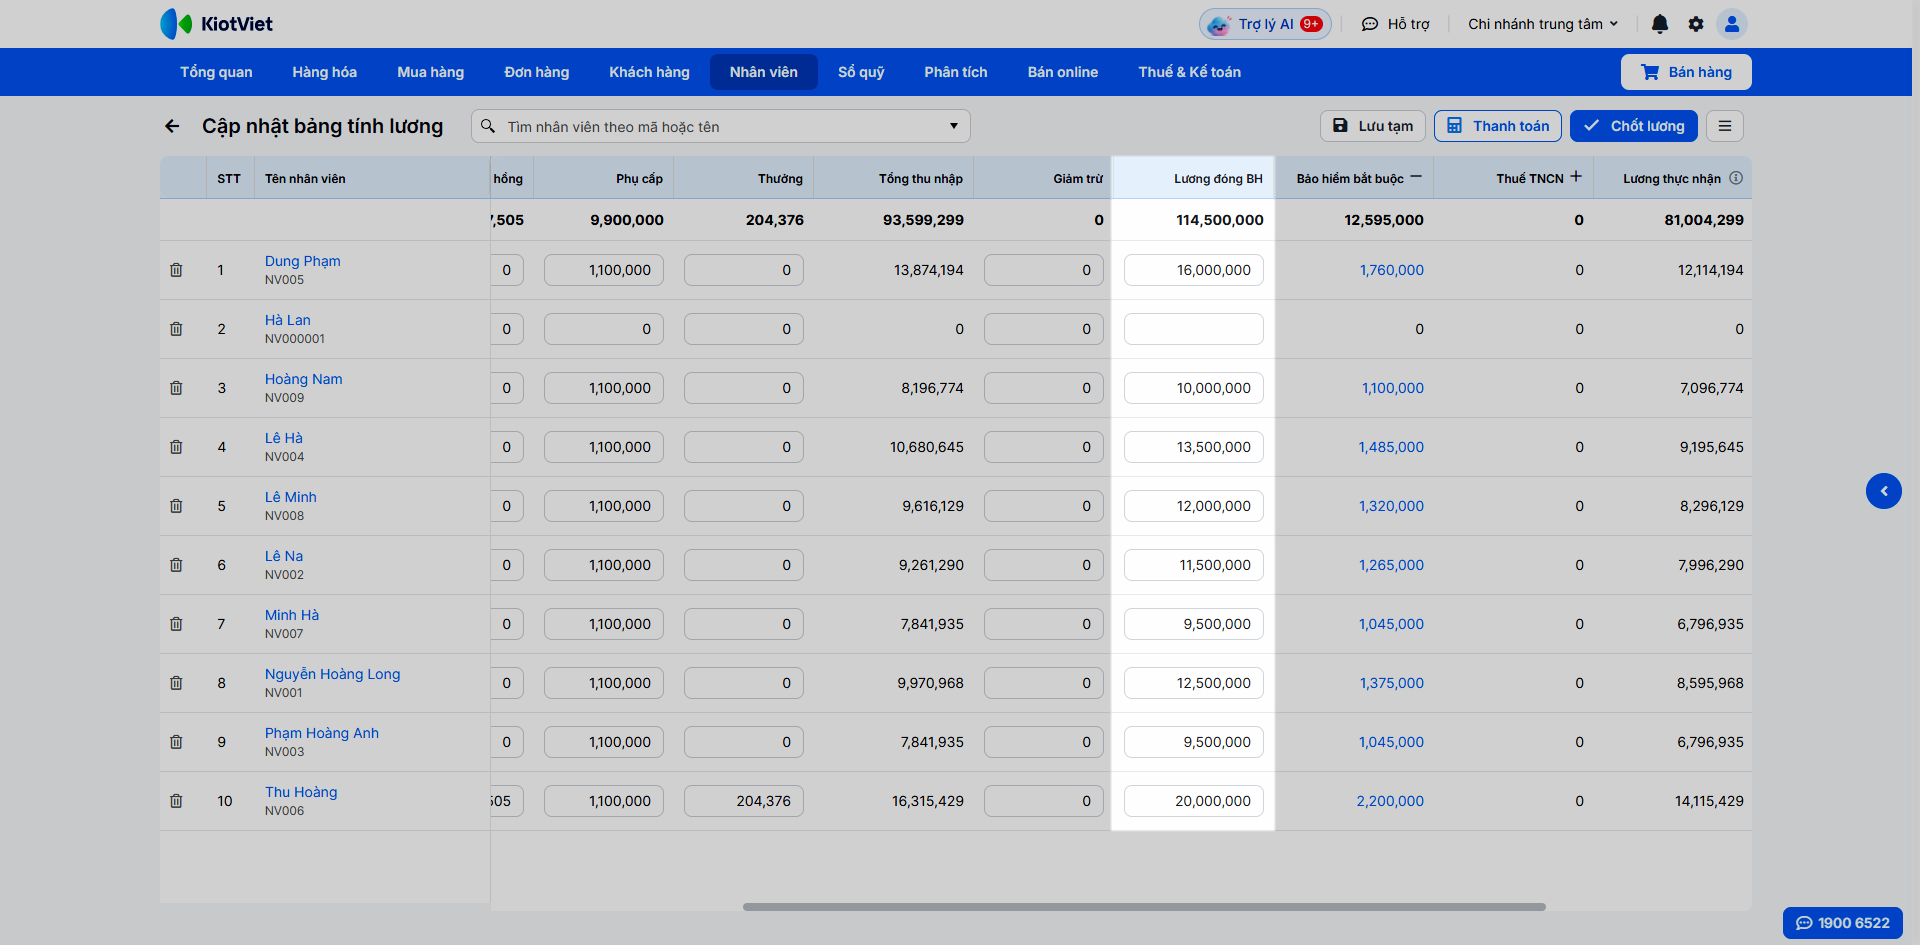 KiotViet
Trợ lý AI 9+
Hỗ trợ
Chi nhánh trung tâm
Tổng quan
Hàng hóa
Mua hàng
Đơn hàng
Khách hàng
Nhân viên
Sổ quỹ
Phân tích
Bán online
Thuế & Kế toán
Bán hàng
Cập nhật bảng tính lương
Tìm nhân viên theo mã hoặc tên
Lưu tạm
Thanh toán
Chốt lương
STT Tên nhân viên hồng Phụ cấp Thưởng Tổng thu nhập Giảm trừ Lương đóng BH Bảo hiểm bắt buộc Thuế TNCN Lương thực nhận
7,505 9,900,000 204,376 93,599,299 0 114,500,000 12,595,000 0 81,004,299
1 Dung Phạm 0 1,100,000 0 13,874,194 0 16,000,000 1,760,000 0 12,114,194
NV005
2 Hà Lan 0 0 0 0 0 0 0 0
NV000001
3 Hoàng Nam 0 1,100,000 0 8,196,774 0 10,000,000 1,100,000 0 7,096,774
NV009
4 Lê Hà 0 1,100,000 0 10,680,645 0 13,500,000 1,485,000 0 9,195,645
NV004
5 Lê Minh 0 1,100,000 0 9,616,129 0 12,000,000 1,320,000 0 8,296,129
NV008
6 Lê Na 0 1,100,000 0 9,261,290 0 11,500,000 1,265,000 0 7,996,290
NV002
7 Minh Hà 0 1,100,000 0 7,841,935 0 9,500,000 1,045,000 0 6,796,935
NV007
8 Nguyễn Hoàng Long 0 1,100,000 0 9,970,968 0 12,500,000 1,375,000 0 8,595,968
NV001
9 Phạm Hoàng Anh 0 1,100,000 0 7,841,935 0 9,500,000 1,045,000 0 6,796,935
NV003
10 Thu Hoàng 505 1,100,000 204,376 16,315,429 0 20,000,000 2,200,000 0 14,115,429
NV006
1900 6522